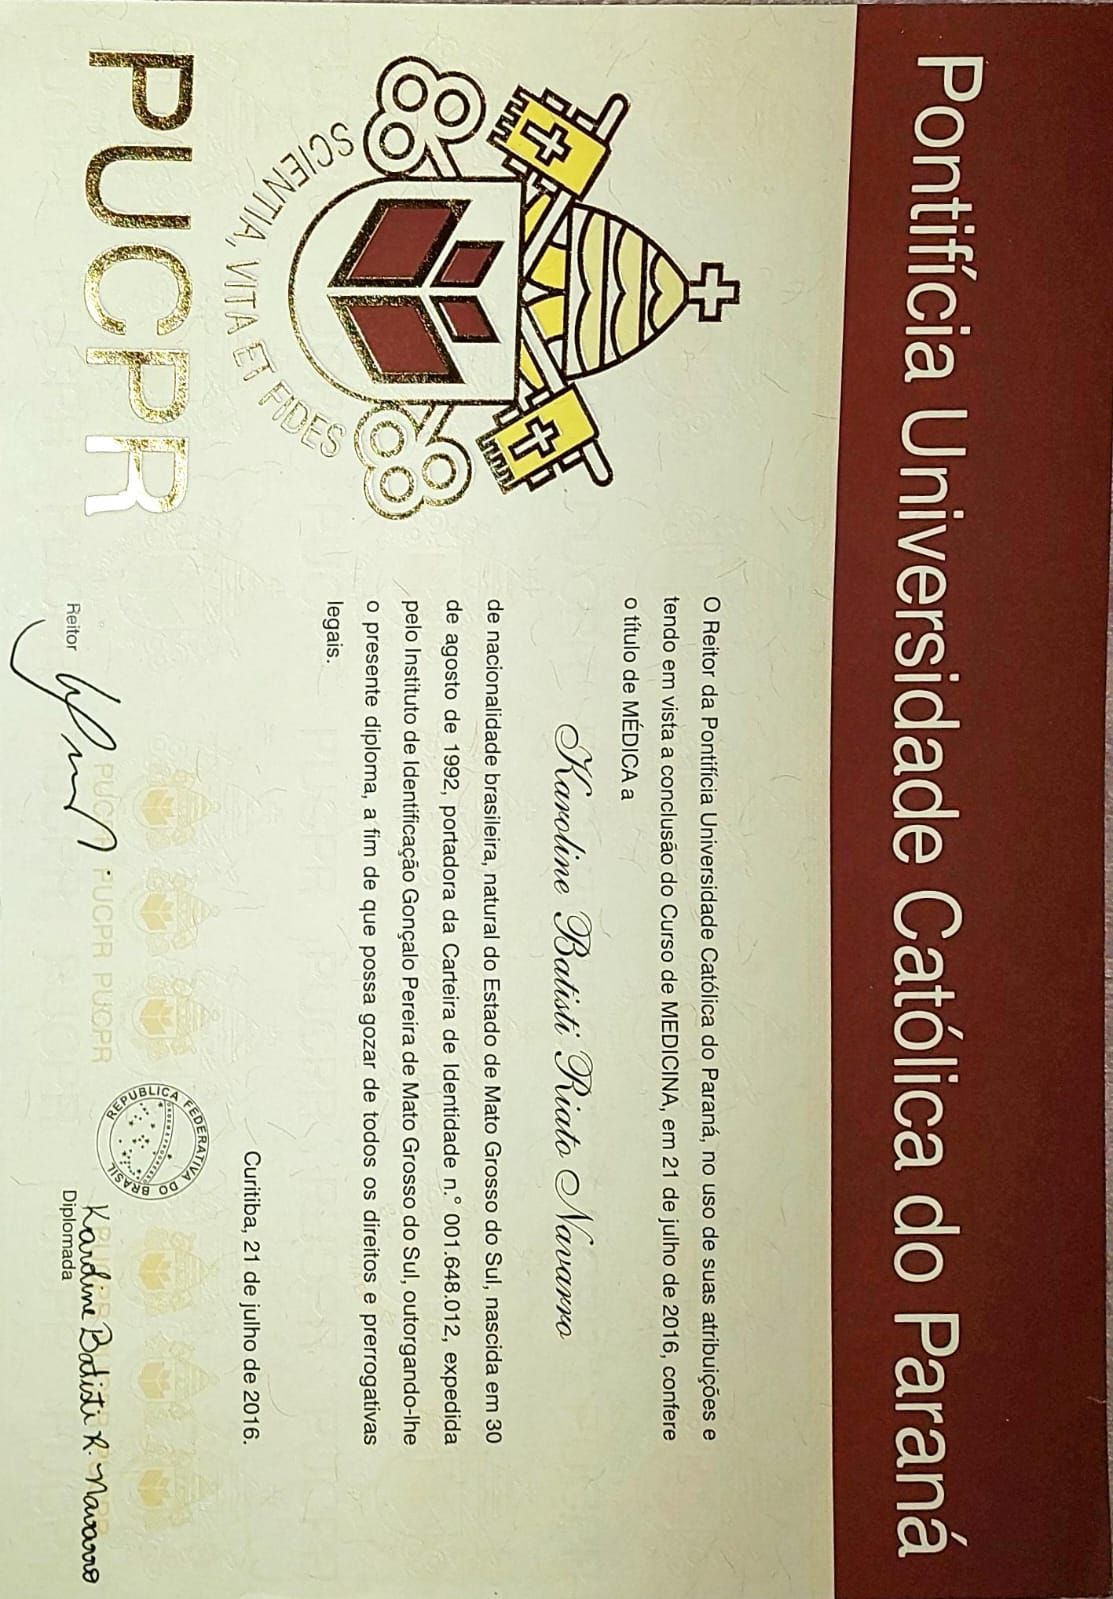 Pontifícia Universidade Católica do Paraná
SCIENTIA, VITA ET FIDES
PUCPR
O Reitor da Pontifícia Universidade Católica do Paraná, no uso de suas atribuições e
tendo em vista a conclusão do Curso de MEDICINA, em 21 de julho de 2016, confere
o título de MÉDICA a
Karoline Batisti Riato Navarro
de nacionalidade brasileira, natural do Estado de Mato Grosso do Sul, nascida em 30
de agosto de 1992, portadora da Carteira de Identidade n.° 001.648.012, expedida
pelo Instituto de Identificação Gonçalo Pereira de Mato Grosso do Sul, outorgando-lhe
o presente diploma, a fim de que possa gozar de todos os direitos e prerrogativas
legais.
Curitiba, 21 de julho de 2016.
PUCPR PUCPR PUCPR
REPUBLICA FEDERATIVA DO BRASIL
Reitor
Karoline Batisti R. Navarro
Diplomada